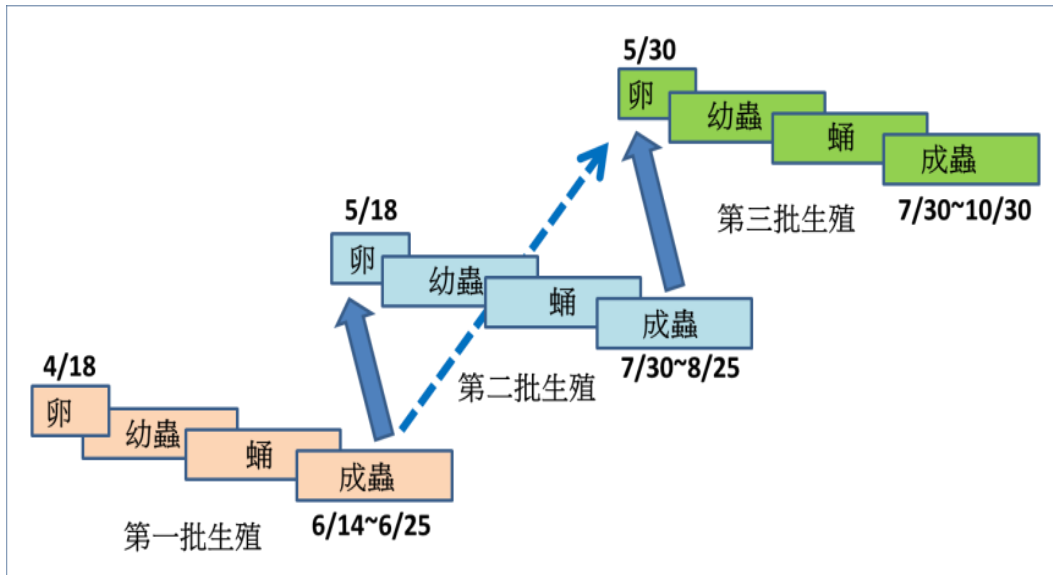 5/30
卵
幼蟲
蛹
成蟲
7/30~10/30
第三批生殖
5/18
卵
幼蟲
蛹
成蟲
7/30~8/25
第二批生殖
4/18
卵
幼蟲
蛹
成蟲
6/14~6/25
第一批生殖